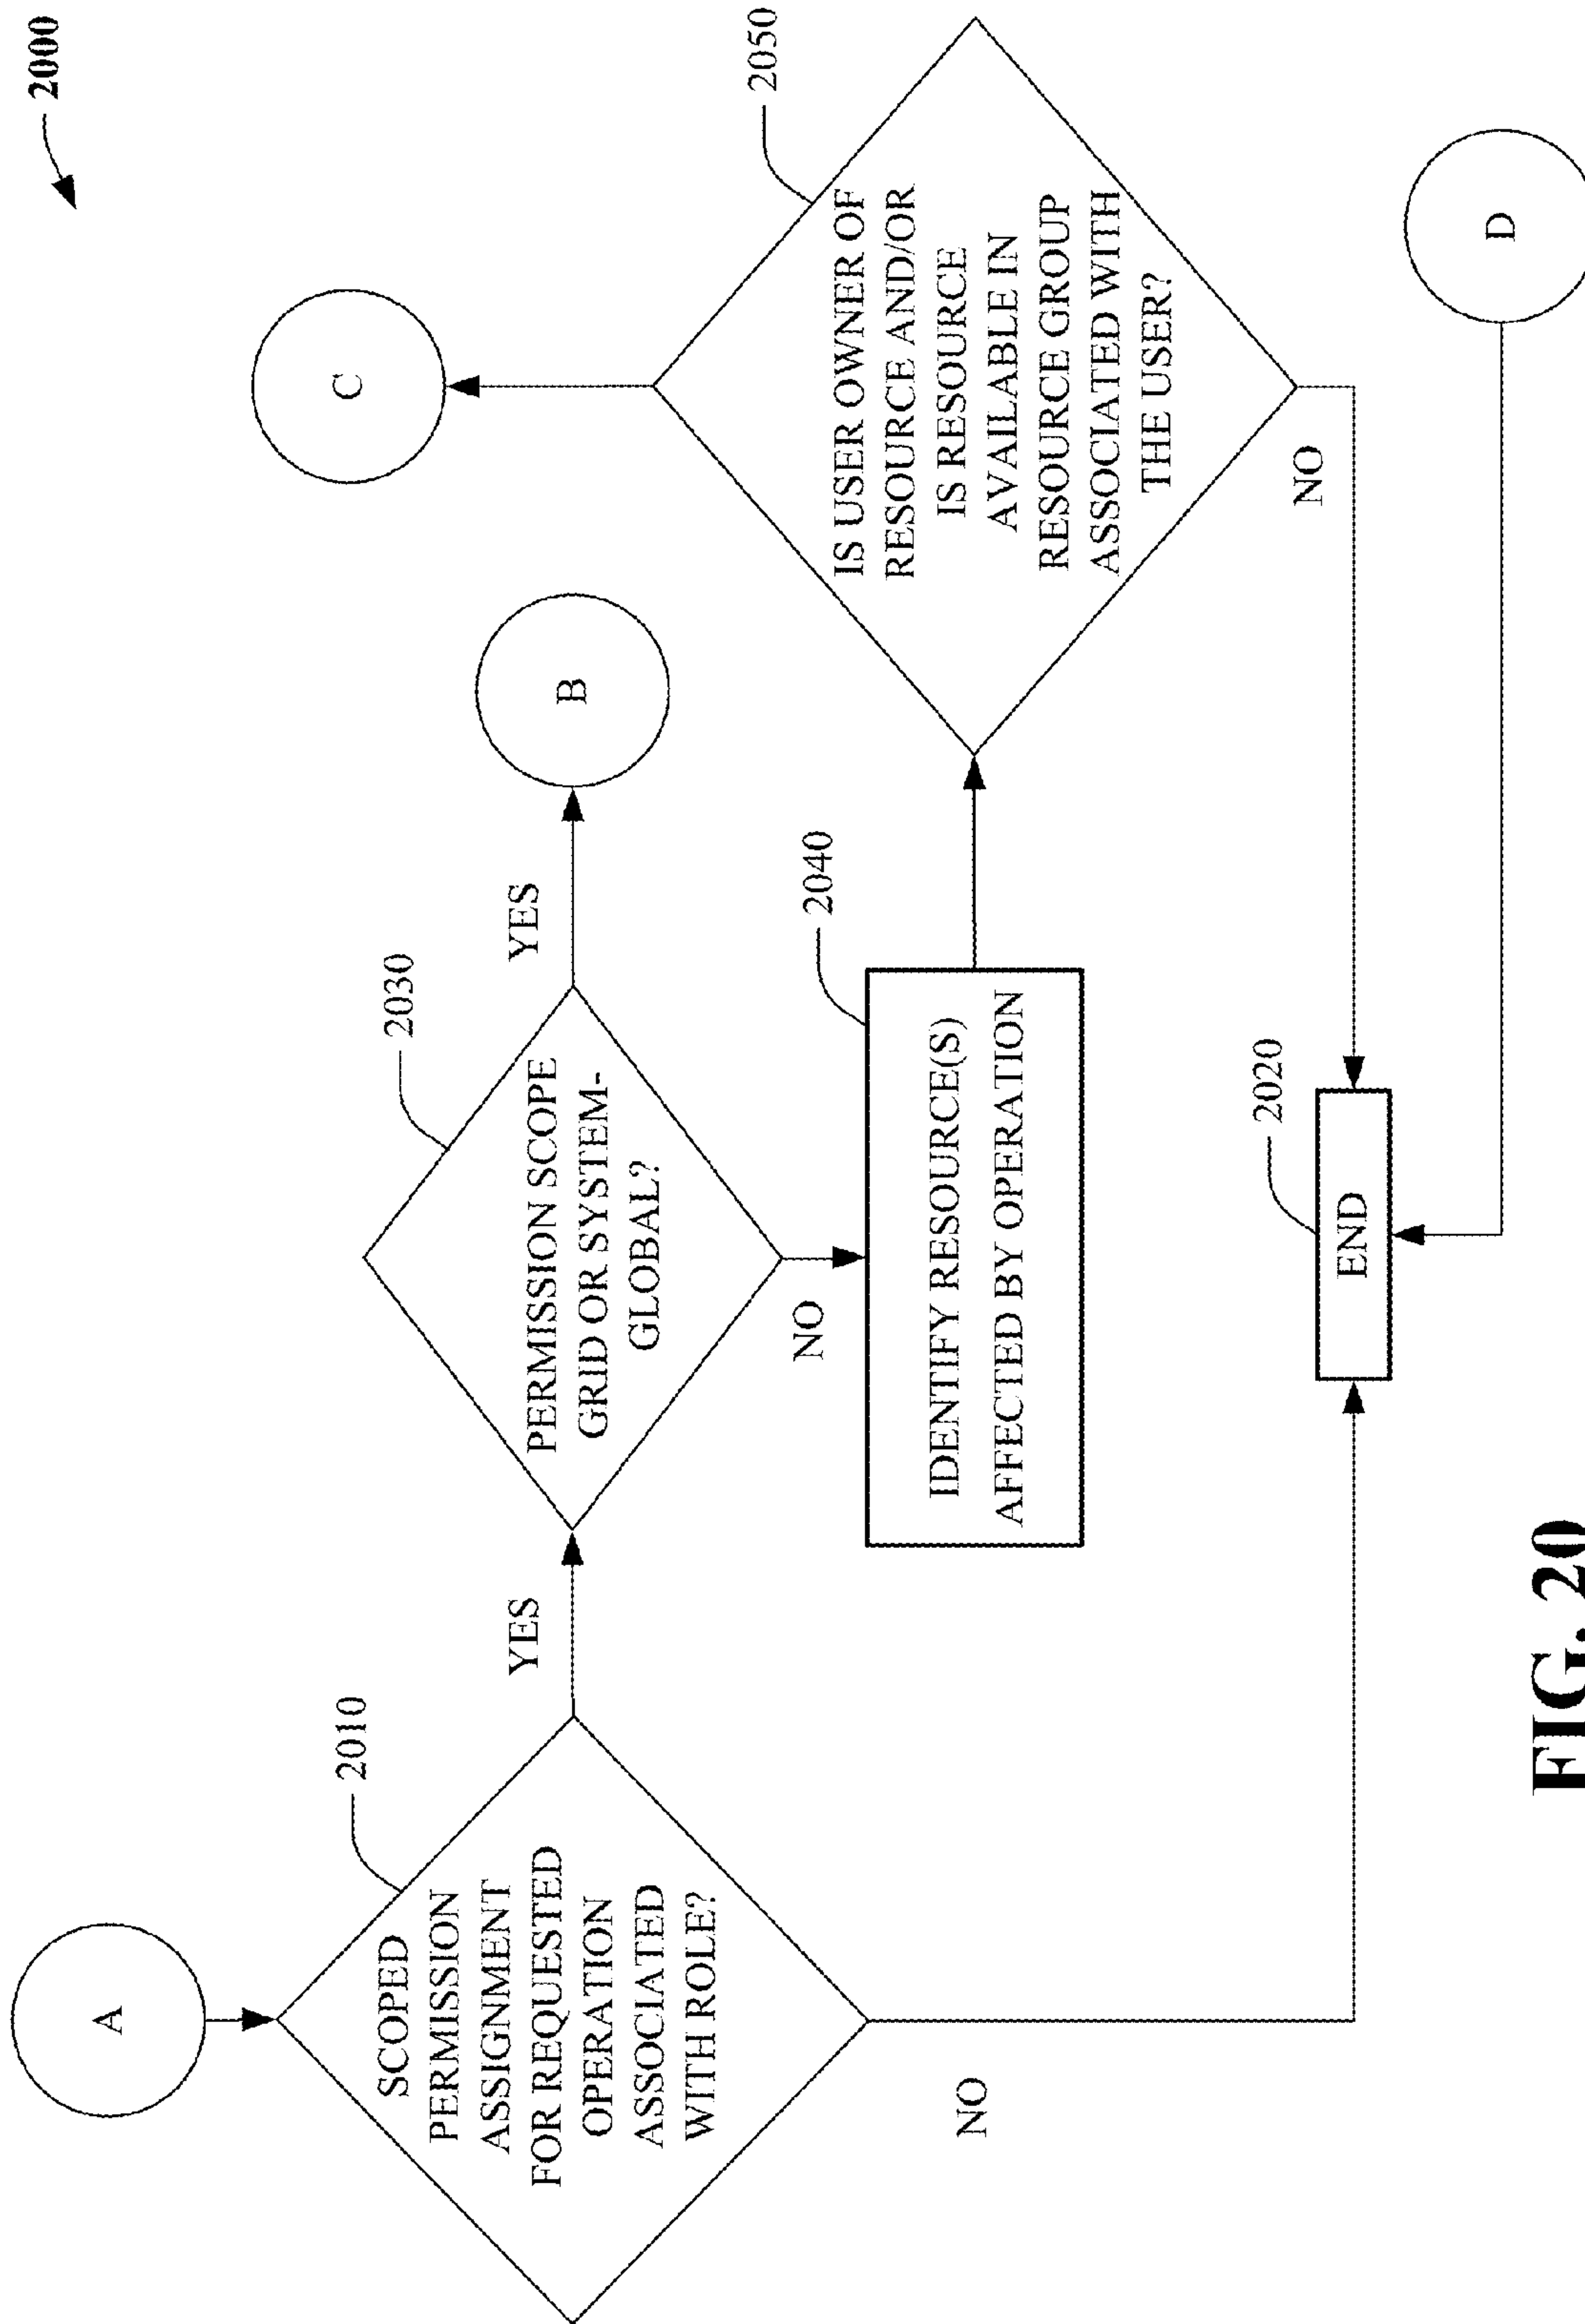 2000
A
SCOPED
PERMISSION
ASSIGNMENT
FOR REQUESTED
OPERATION
ASSOCIATED
WITH ROLE?
2010
YES
NO
PERMISSION SCOPE
GRID OR SYSTEM-
GLOBAL?
2030
YES
NO
B
IDENTIFY RESOURCE(S)
AFFECTED BY OPERATION
2040
IS USER OWNER OF
RESOURCE AND/OR
IS RESOURCE
AVAILABLE IN
RESOURCE GROUP
ASSOCIATED WITH
THE USER?
2050
C
NO
END
2020
D
FIG. 20